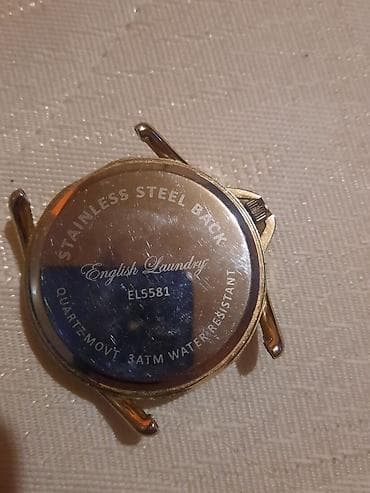 STAINLESS STEEL BACK
English Laundry
EL5581
QUARTZ MOVT 3ATM WATER RESISTANT